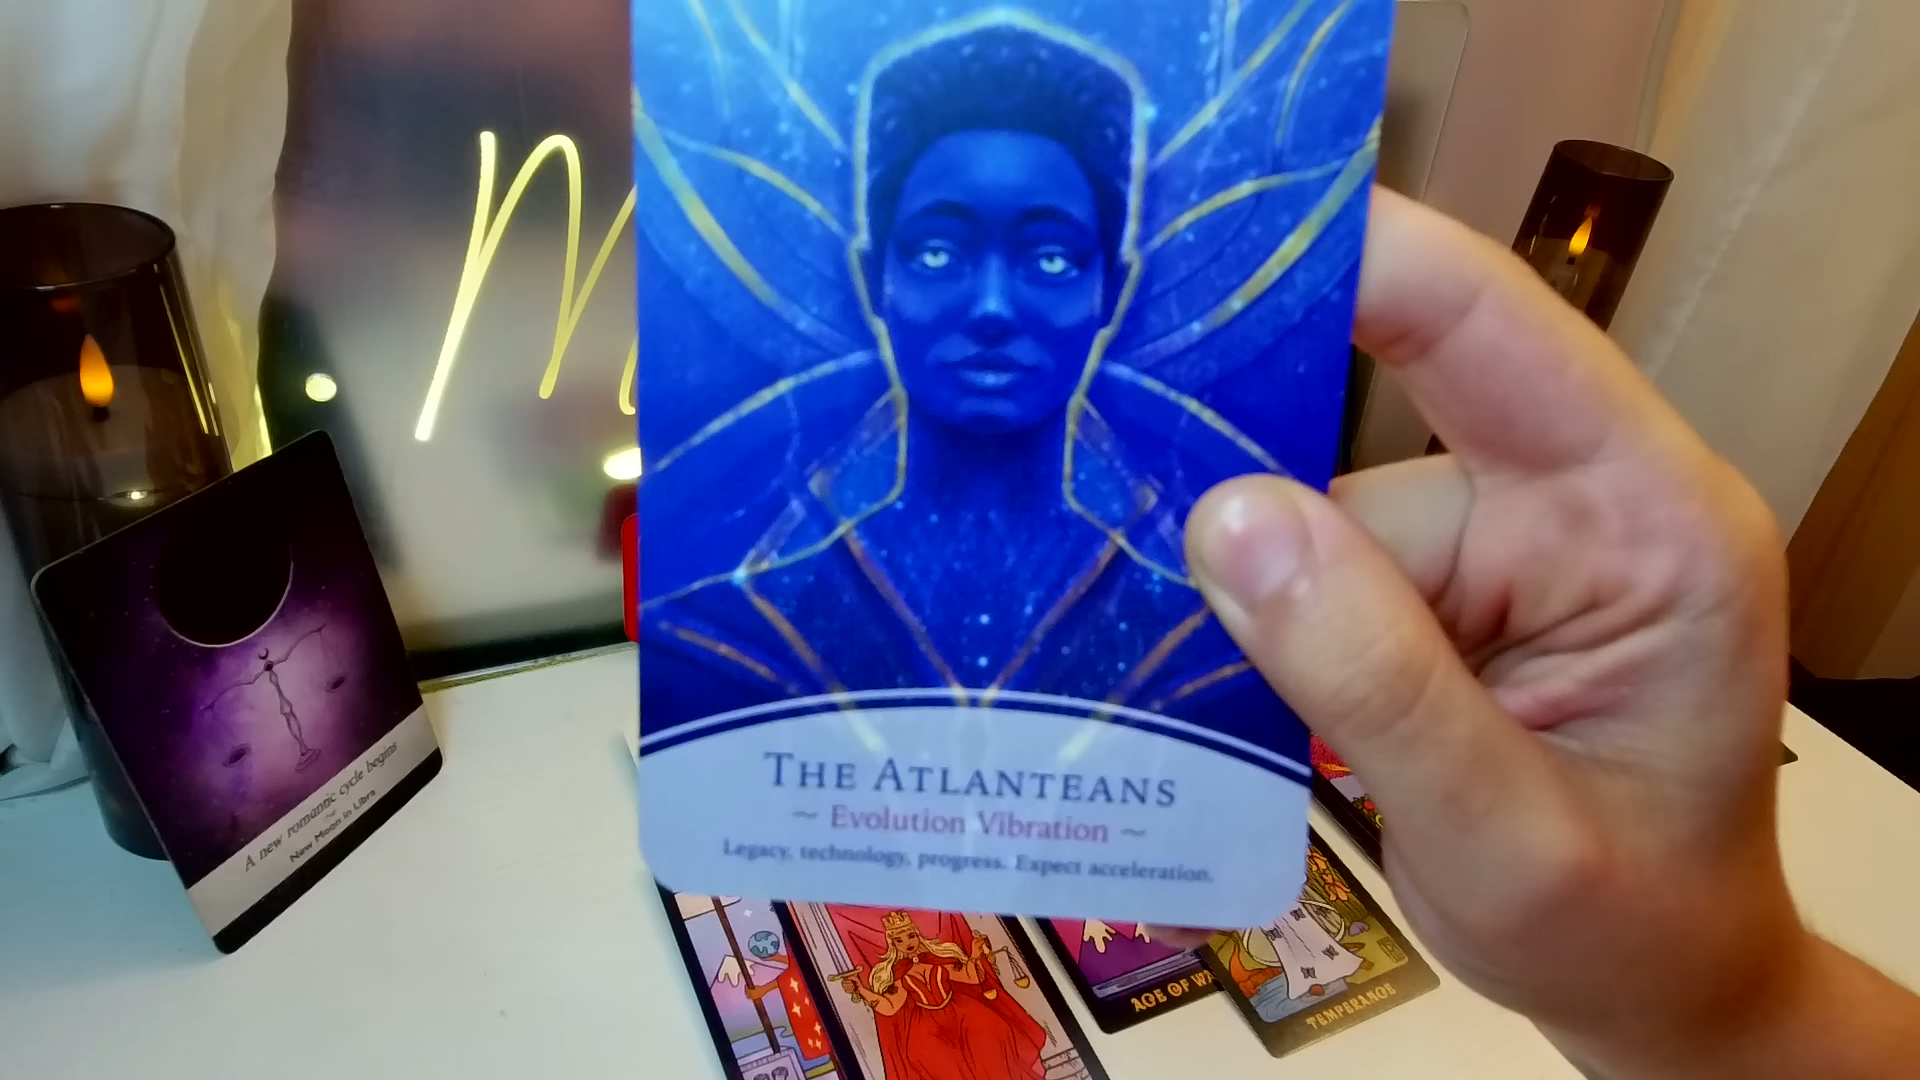 M
THE ATLANTEANS
~ Evolution Vibration ~
Legacy, technology, progress. Expect acceleration.
A new romantic cycle begins
~
New Moon in Libra
ACE OF
TEMPERANCE